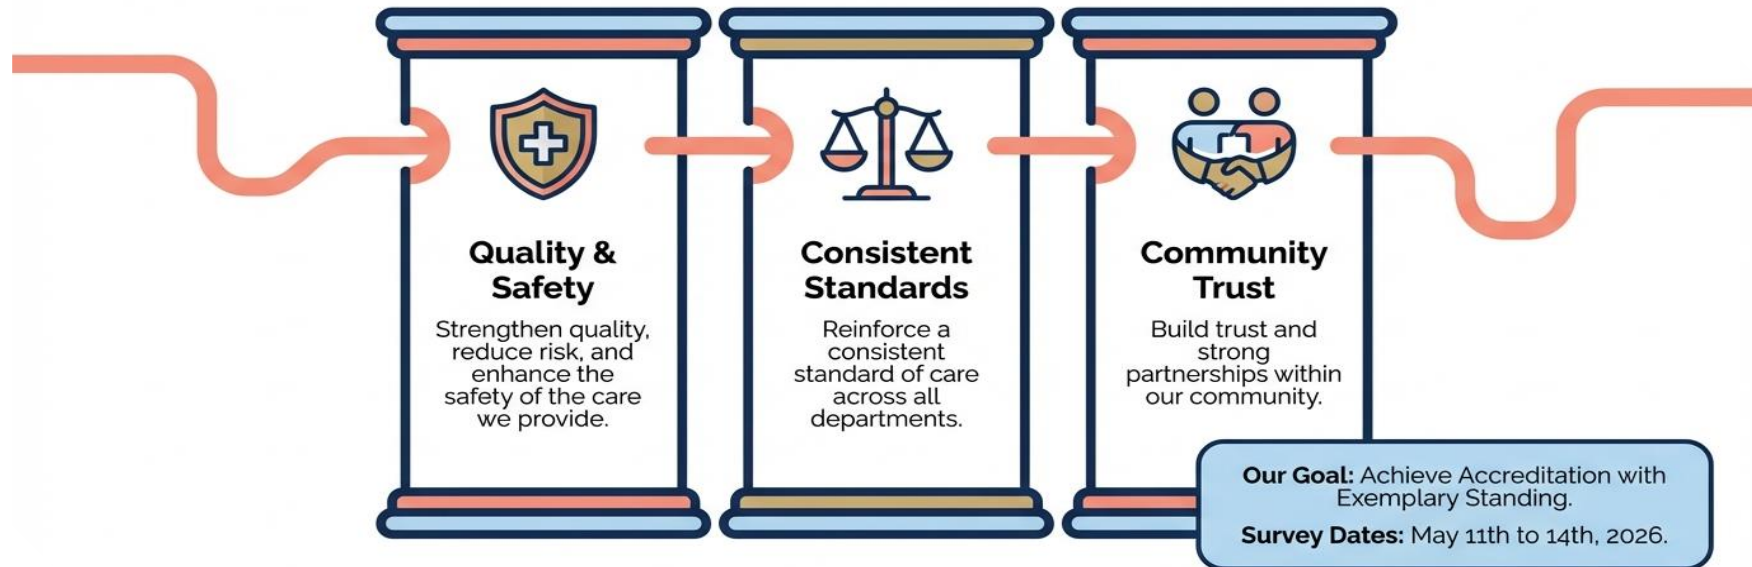 Quality &
Safety
Strengthen quality,
reduce risk, and
enhance the
safety of the care
we provide.
Consistent
Standards
Reinforce a
consistent
standard of care
across all
departments.
Community
Trust
Build trust and
strong
partnerships within
our community.
Our Goal: Achieve Accreditation with
Exemplary Standing.
Survey Dates: May 11th to 14th, 2026.